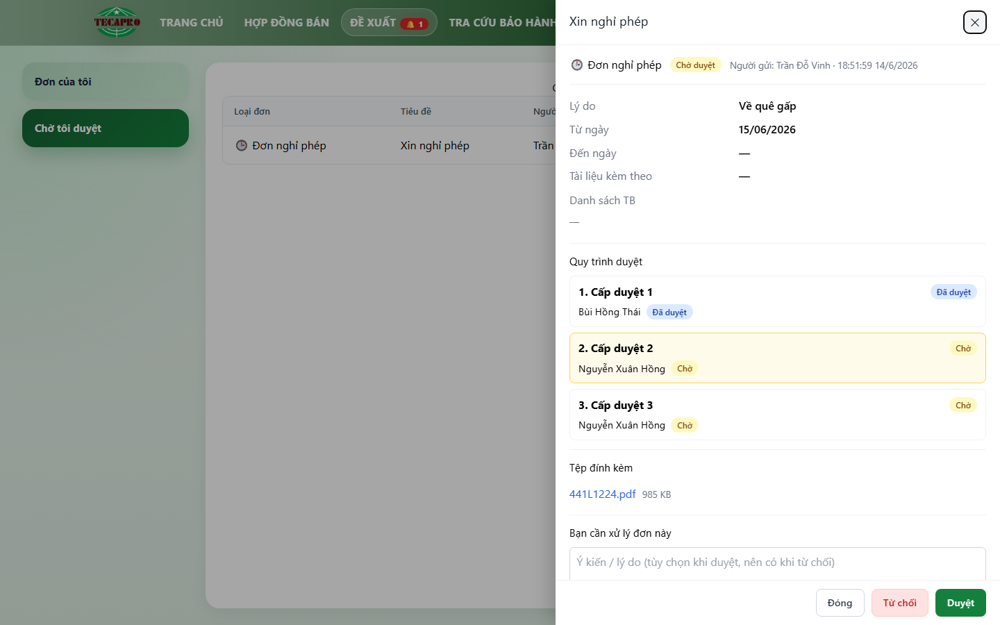 TECAPRO
TRANG CHỦ
HỢP ĐỒNG BÁN
ĐỀ XUẤT 🔔 1
TRA CỨU BẢO HÀNH
Đơn của tôi
Chờ tôi duyệt
Loại đơn
Tiêu đề
Đơn nghỉ phép
Xin nghỉ phép
Trần
Xin nghỉ phép
Đơn nghỉ phép Chờ duyệt Người gửi: Trần Đỗ Vinh · 18:51:59 14/6/2026
Lý do Về quê gấp
Từ ngày 15/06/2026
Đến ngày —
Tài liệu kèm theo —
Danh sách TB
—
Quy trình duyệt
1. Cấp duyệt 1 Đã duyệt
Bùi Hồng Thái Đã duyệt
2. Cấp duyệt 2 Chờ
Nguyễn Xuân Hồng Chờ
3. Cấp duyệt 3 Chờ
Nguyễn Xuân Hồng Chờ
Tệp đính kèm
441L1224.pdf 985 KB
Bạn cần xử lý đơn này
Ý kiến / lý do (tùy chọn khi duyệt, nên có khi từ chối)
Đóng
Từ chối
Duyệt